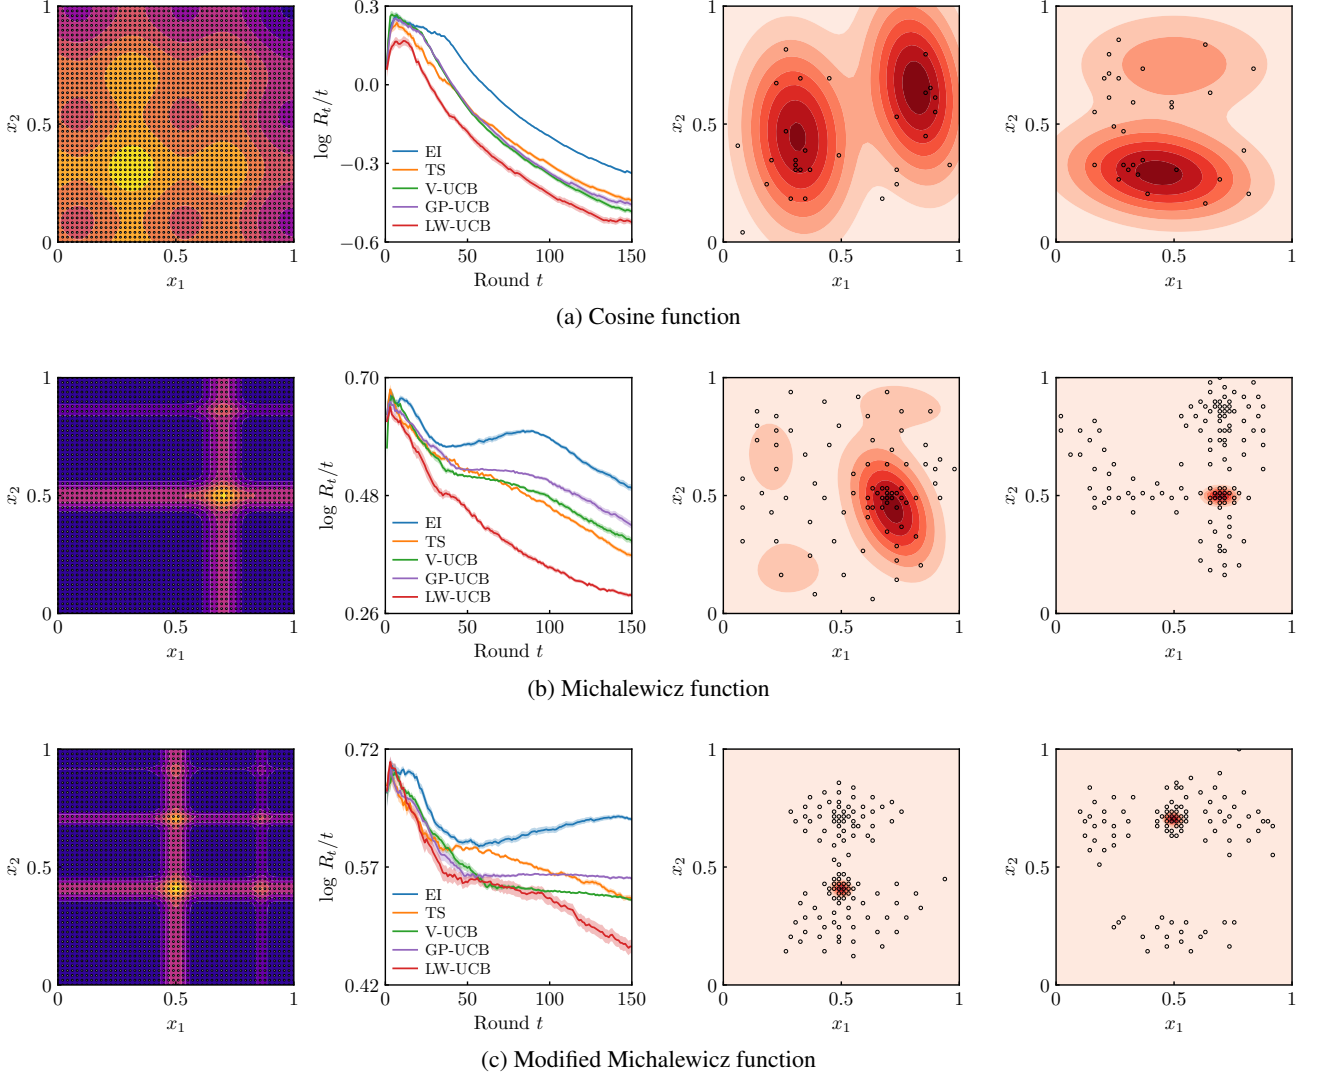 1
0.5
0
0 0.5 1
x₂
x₁
0.3
0.0
−0.3
−0.6
0 50 100 150
log Rₜ/t
Round t
EI
TS
V-UCB
GP-UCB
LW-UCB
1
0.5
0
0 0.5 1
x₂
x₁
1
0.5
0
0 0.5 1
x₂
x₁
(a) Cosine function
1
0.5
0
0 0.5 1
x₂
x₁
0.70
0.48
0.26
0 50 100 150
log Rₜ/t
Round t
EI
TS
V-UCB
GP-UCB
LW-UCB
1
0.5
0
0 0.5 1
x₂
x₁
1
0.5
0
0 0.5 1
x₂
x₁
(b) Michalewicz function
1
0.5
0
0 0.5 1
x₂
x₁
0.72
0.57
0.42
0 50 100 150
log Rₜ/t
Round t
EI
TS
V-UCB
GP-UCB
LW-UCB
1
0.5
0
0 0.5 1
x₂
x₁
1
0.5
0
0 0.5 1
x₂
x₁
(c) Modified Michalewicz function